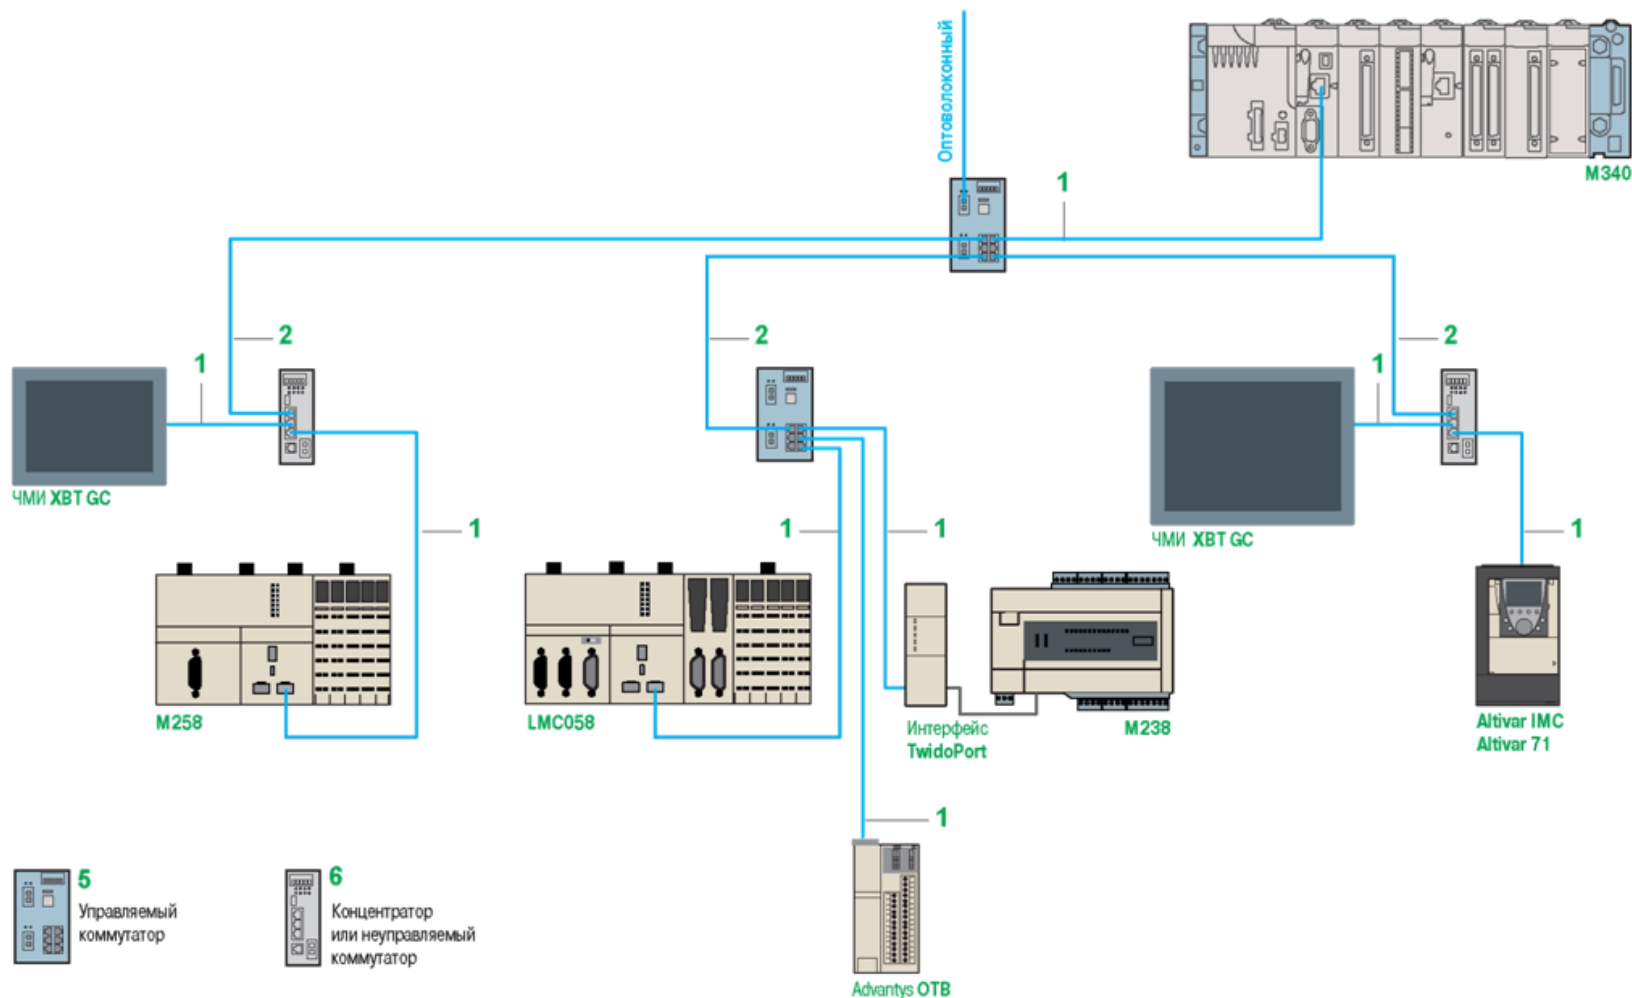 Оптоволоконный
M340
1
2
2
2
1
1
ЧМИ XBT GC
ЧМИ XBT GC
1
1
1
1
M258
LMC058
Интерфейс
TwidoPort
M238
Altivar IMC
Altivar 71
1
5
Управляемый
коммутатор
6
Концентратор
или неуправляемый
коммутатор
Advantys OTB